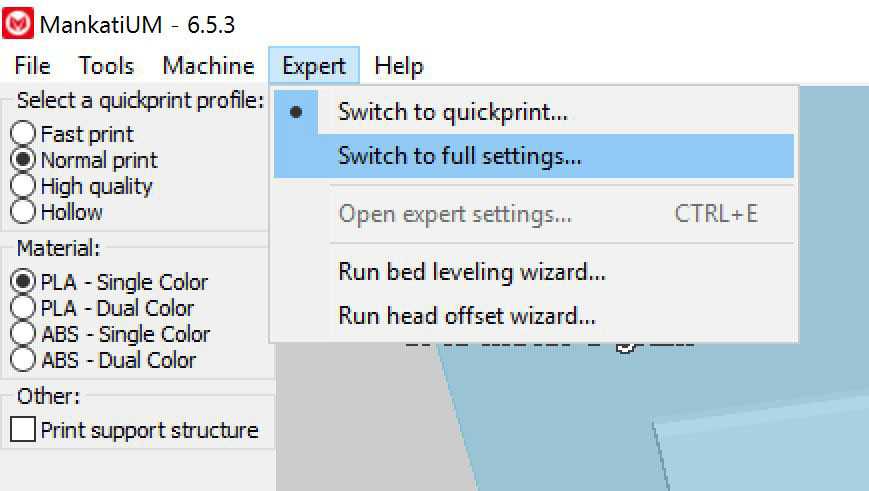 MankatiUM - 6.5.3
File Tools Machine Expert Help
Select a quickprint profile:
Fast print
Normal print
High quality
Hollow
Material:
PLA - Single Color
PLA - Dual Color
ABS - Single Color
ABS - Dual Color
Other:
Print support structure
Switch to quickprint...
Switch to full settings...
Open expert settings... CTRL+E
Run bed leveling wizard...
Run head offset wizard...